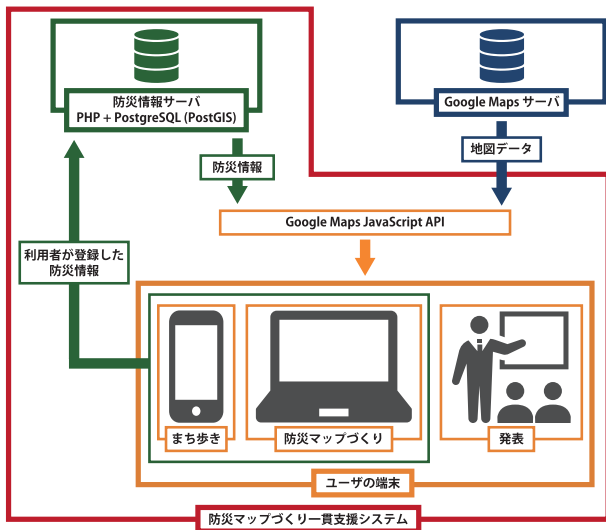 防災情報サーバ
PHP + PostgreSQL (PostGIS)
Google Maps サーバ
防災情報
地図データ
Google Maps JavaScript API
利用者が登録した
防災情報
まち歩き
防災マップづくり
発表
ユーザの端末
防災マップづくり一貫支援システム